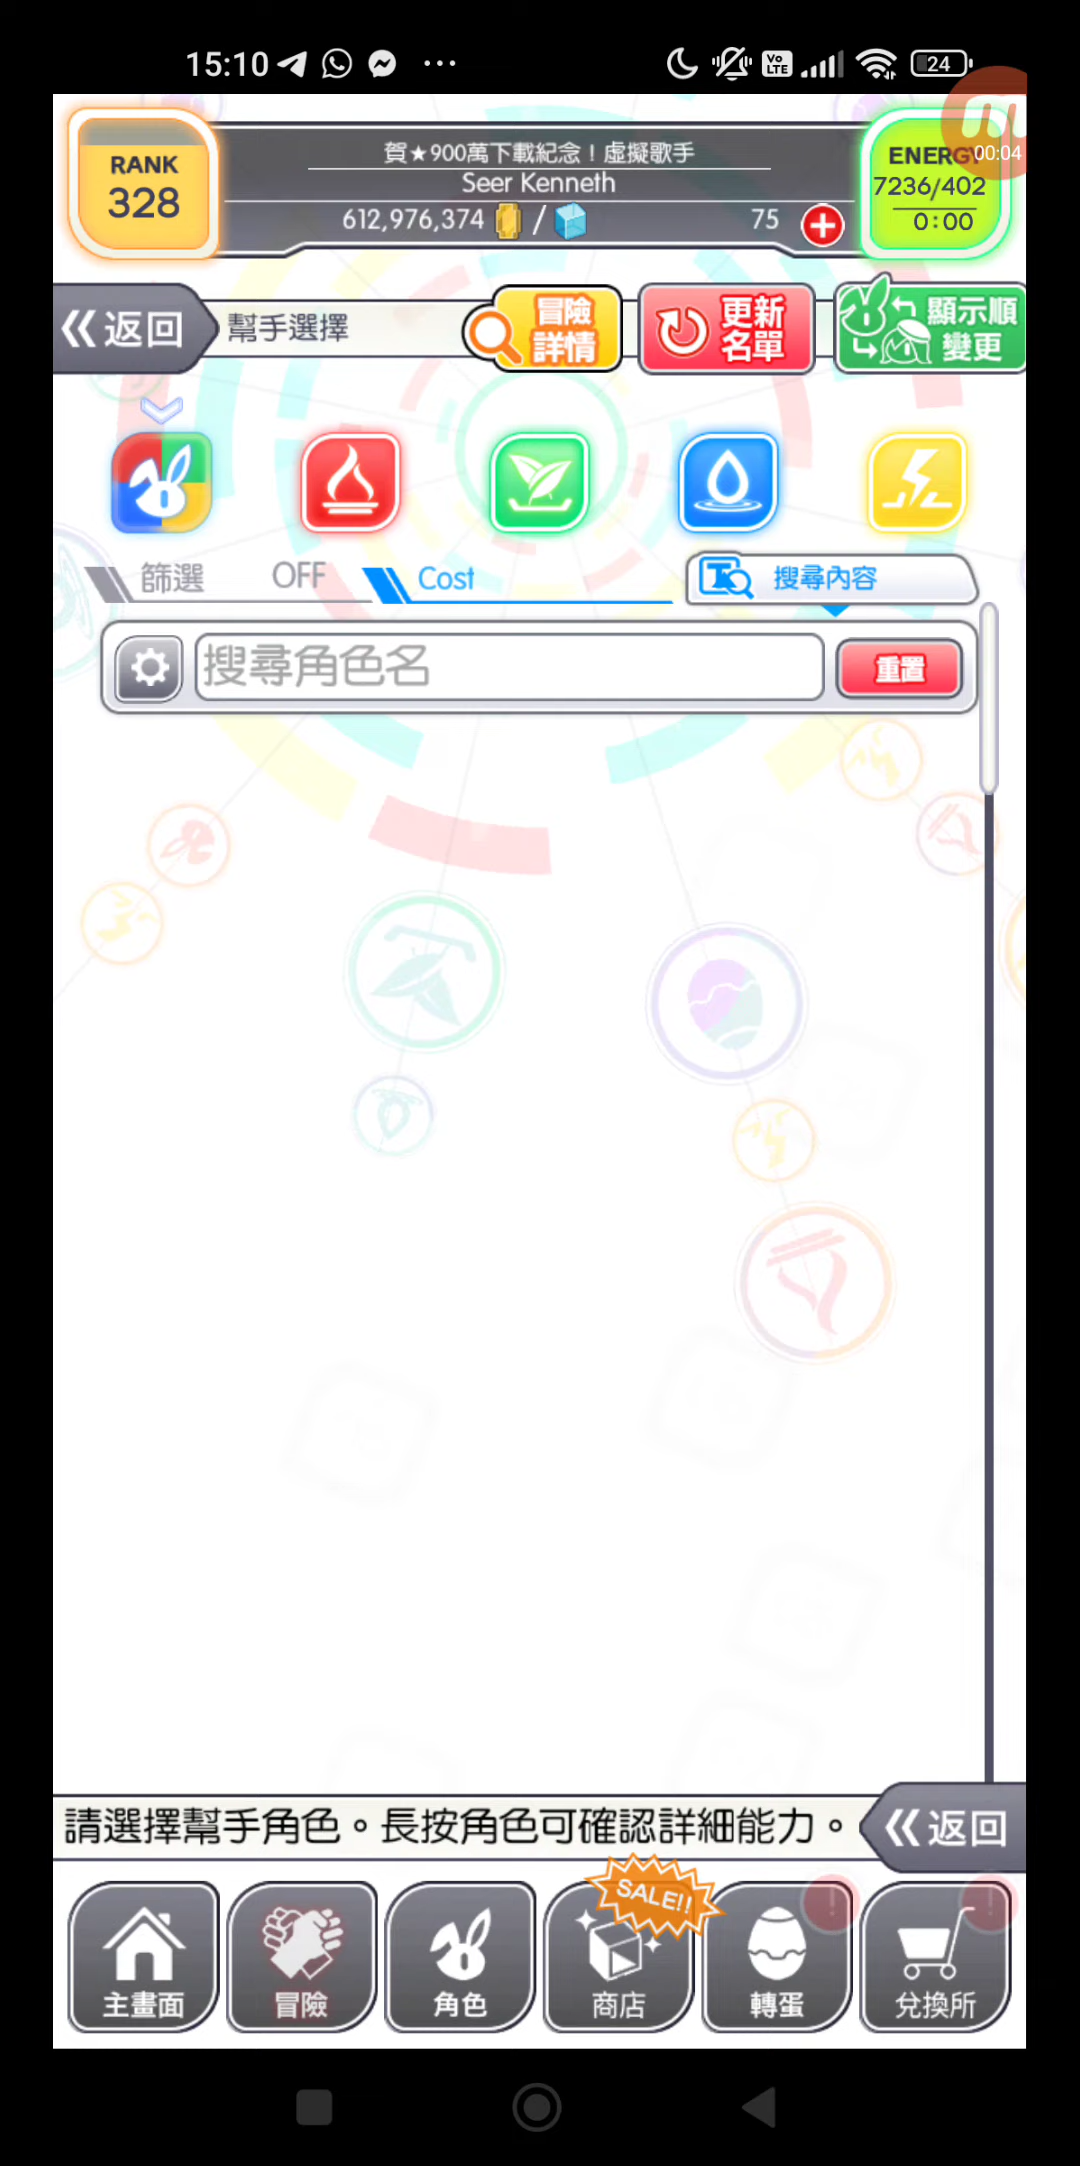 15:10
Vo LTE
24
00:04
RANK
328
賀★900萬下載紀念！虛擬歌手
Seer Kenneth
612,976,374 / 75
ENERGY
7236/402
0:00
返回
幫手選擇
冒險
詳情
更新
名單
顯示順
變更
篩選 OFF
Cost
搜尋內容
搜尋角色名
重置
請選擇幫手角色。長按角色可確認詳細能力。
返回
SALE!!
主畫面
冒險
角色
商店
轉蛋
兌換所